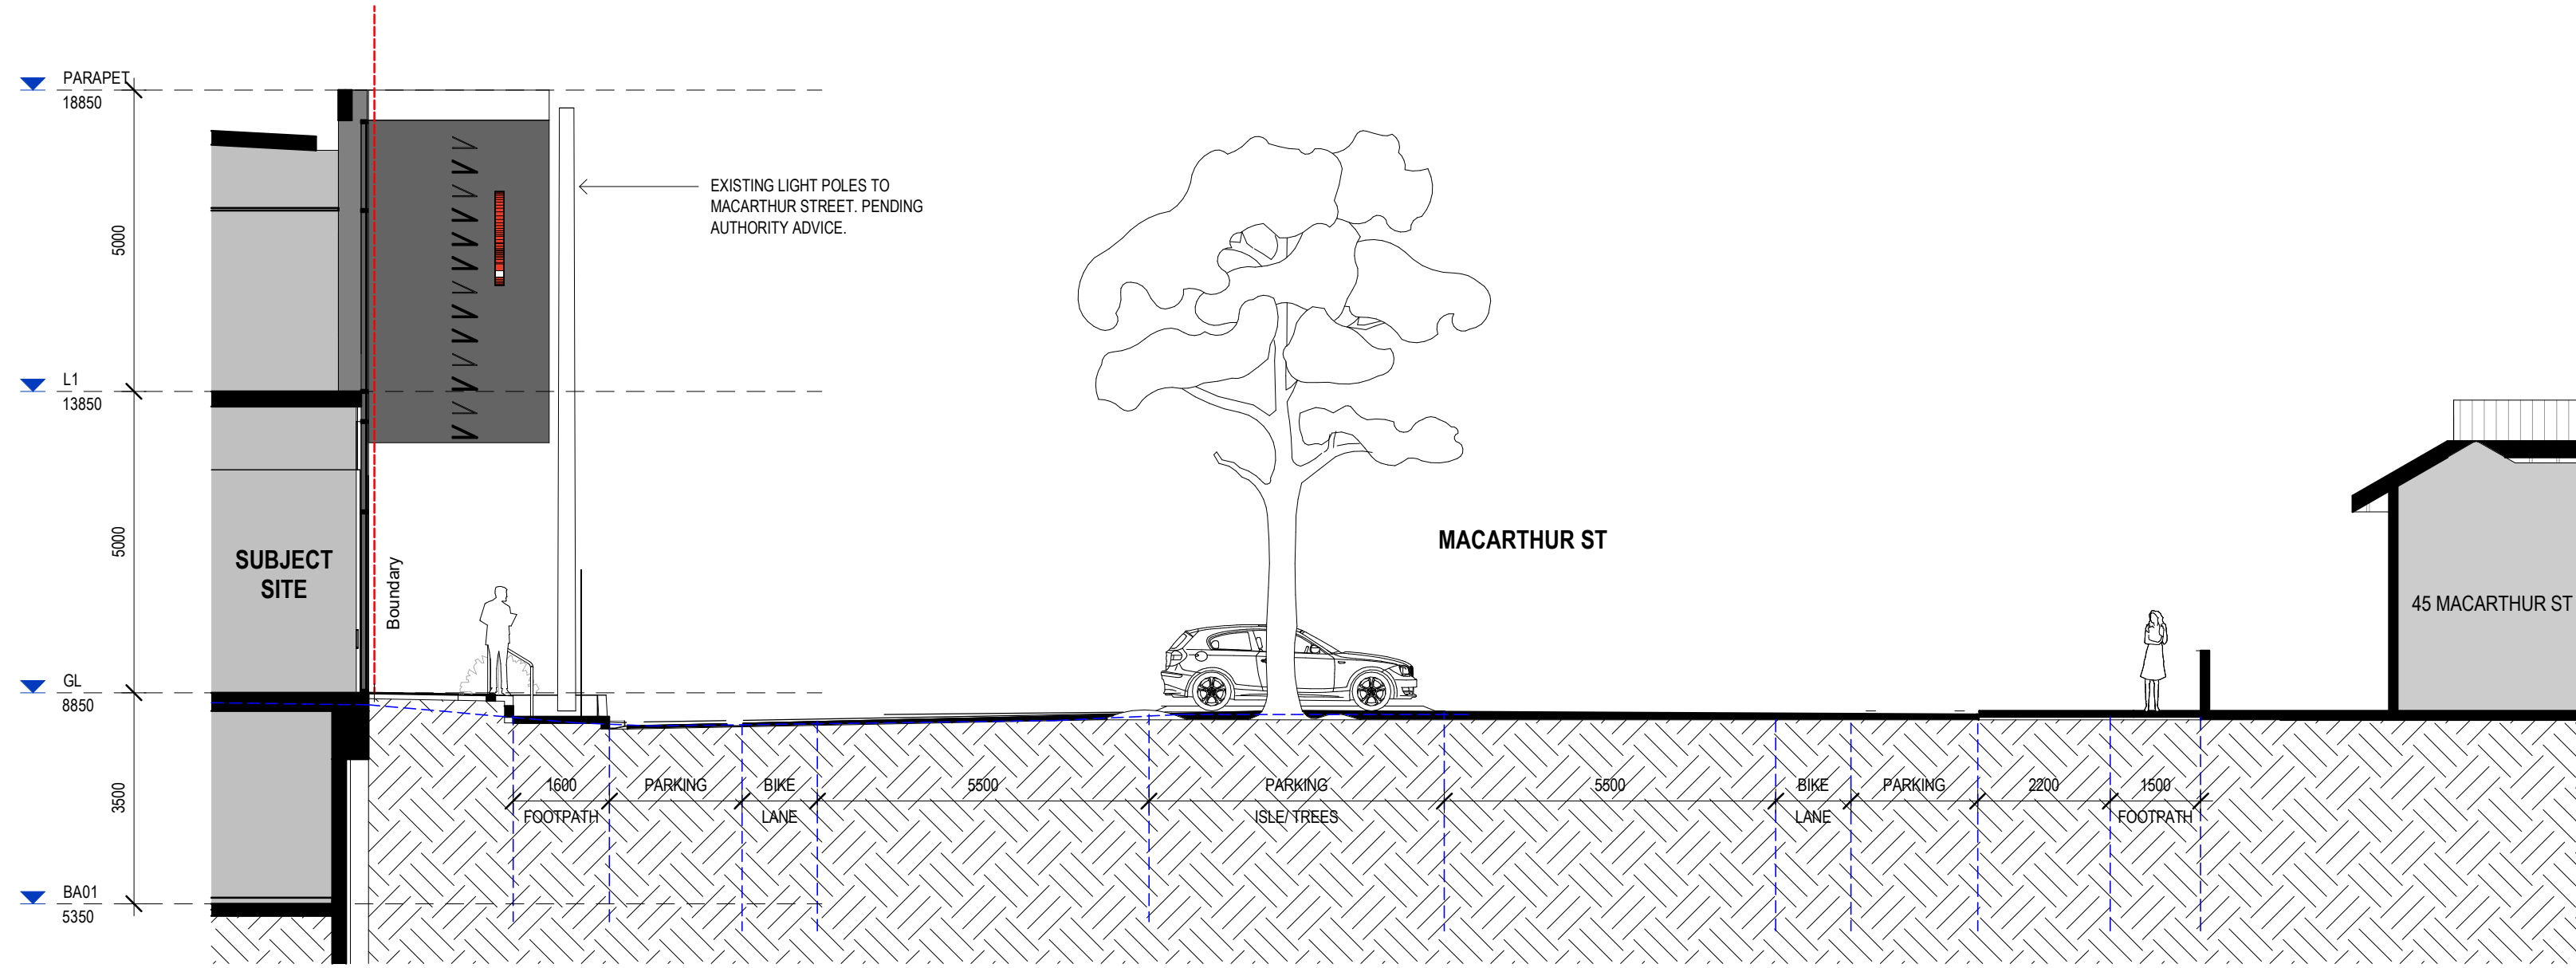 PARAPET
18850
5000
EXISTING LIGHT POLES TO
MACARTHUR STREET. PENDING
AUTHORITY ADVICE.
L1
13850
5000
SUBJECT
SITE
Boundary
MACARTHUR ST
45 MACARTHUR ST
GL
8850
3500
1600
FOOTPATH
PARKING
BIKE
LANE
5500
PARKING
ISLE/ TREES
5500
BIKE
LANE
PARKING
2200
1500
FOOTPATH
BA01
5350